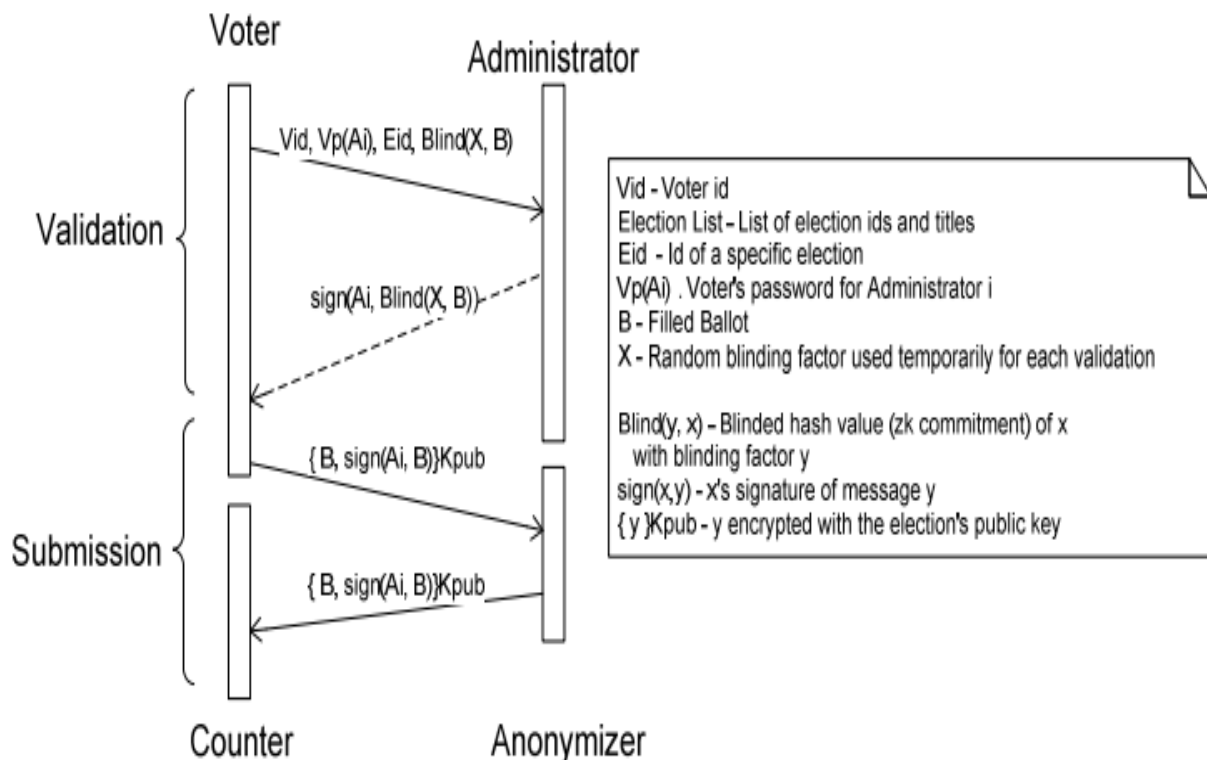 Voter
Administrator
Vid, Vp(Ai), Eid, Blind(X, B)
Validation
sign(Ai, Blind(X, B))
{ B, sign(Ai, B)}Kpub
Submission
{ B, sign(Ai, B)}Kpub
Counter
Anonymizer
Vid - Voter id
Election List – List of election ids and titles
Eid - Id of a specific election
Vp(Ai) . Voter's password for Administrator i
B - Filled Ballot
X - Random blinding factor used temporarily for each validation
Blind(y, x) – Blinded hash value (zk commitment) of x
with blinding factor y
sign(x,y) – x's signature of message y
{ y }Kpub - y encrypted with the election's public key